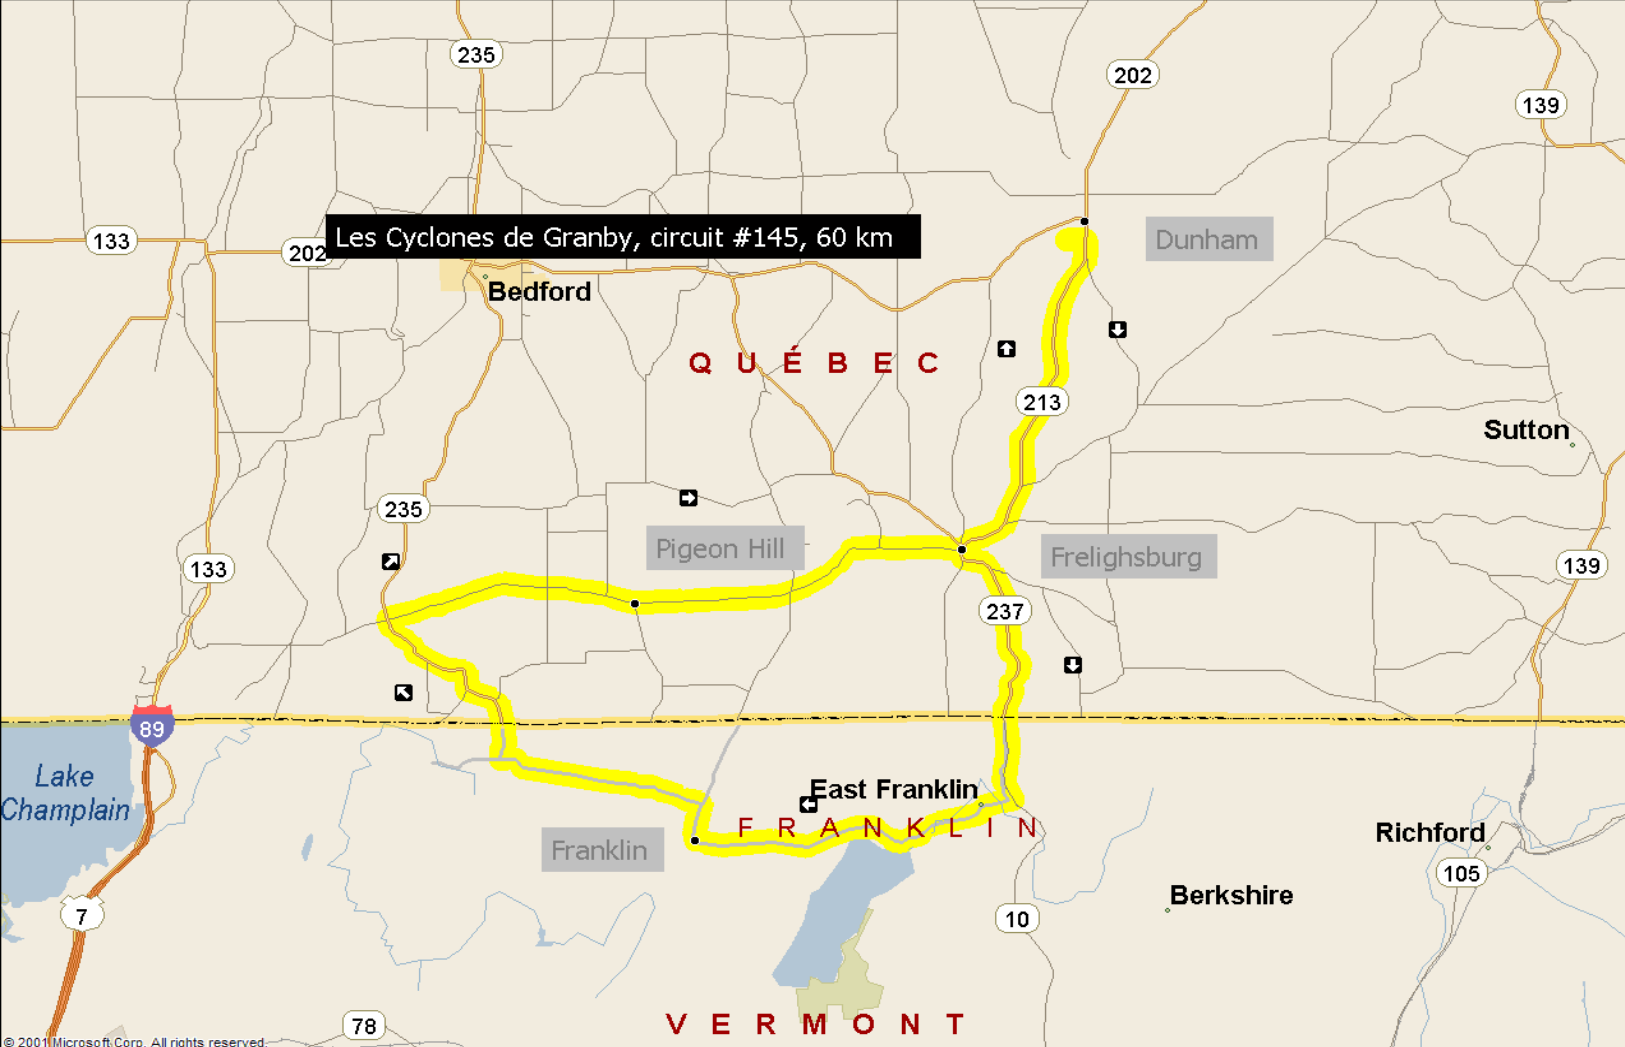 235
202
139
133
202
Les Cyclones de Granby, circuit #145, 60 km
Dunham
Bedford
QUÉBEC
213
Sutton
235
Pigeon Hill
Frelighsburg
133
139
237
89
Lake
Champlain
East Franklin
FRANKLIN
Franklin
Richford
105
Berkshire
7
10
78
VERMONT
© 2001 Microsoft Corp. All rights reserved.